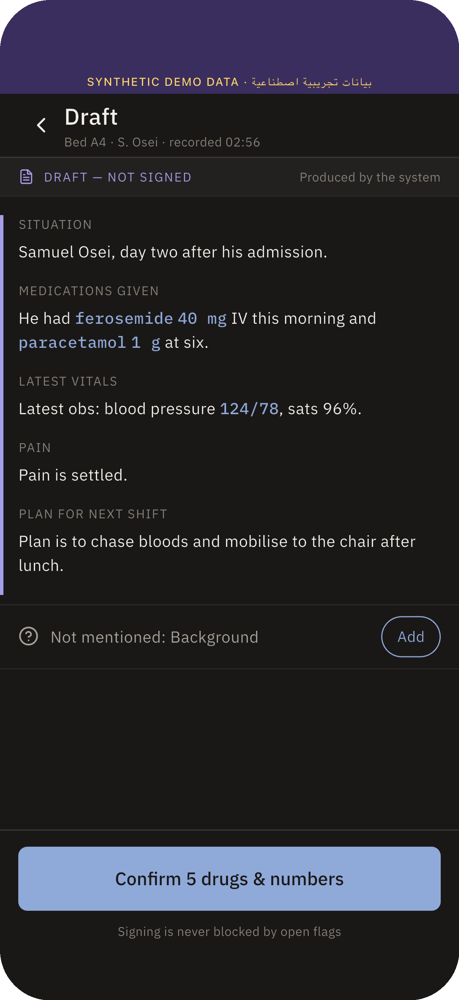 SYNTHETIC DEMO DATA · بيانات تجريبية اصطناعية
Draft
Bed A4 · S. Osei · recorded 02:56
DRAFT — NOT SIGNED Produced by the system
SITUATION
Samuel Osei, day two after his admission.
MEDICATIONS GIVEN
He had ferosemide 40 mg IV this morning and
paracetamol 1 g at six.
LATEST VITALS
Latest obs: blood pressure 124/78, sats 96%.
PAIN
Pain is settled.
PLAN FOR NEXT SHIFT
Plan is to chase bloods and mobilise to the chair after
lunch.
Not mentioned: Background Add
Confirm 5 drugs & numbers
Signing is never blocked by open flags